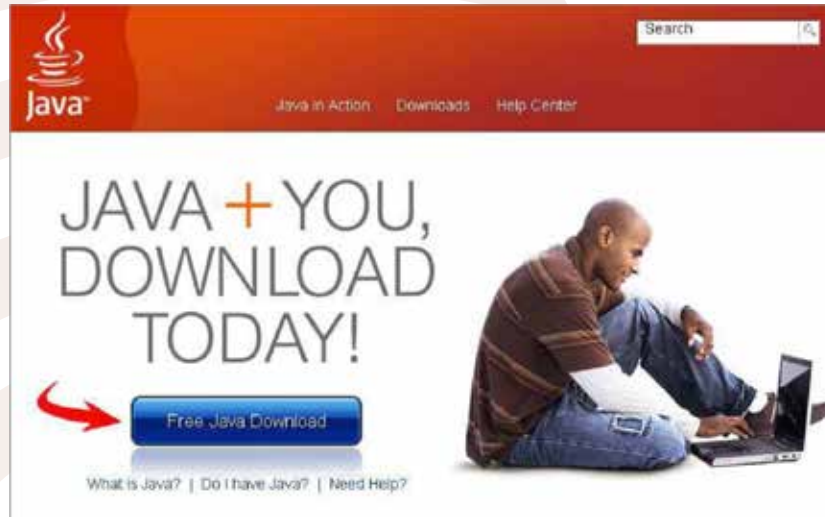 Search
Java™
Java in Action Downloads Help Center
JAVA + YOU,
DOWNLOAD
TODAY!
Free Java Download
What is Java? | Do I have Java? | Need Help?